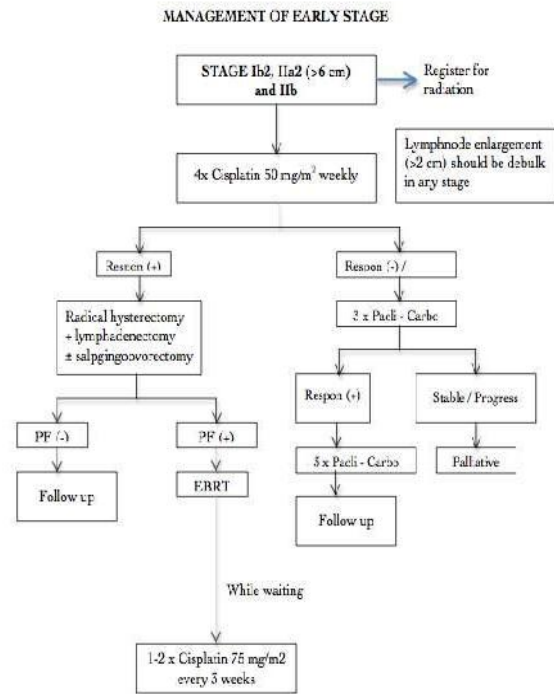 MANAGEMENT OF EARLY STAGE
STAGE Ib2, IIa2 (>6 cm)
and IIb
Register for
radiation
Lymphnode enlargement
(>2 cm) should be debulk
in any stage
4x Cisplatin 50 mg/m² weekly
Respon (+)
Respon (-) /
Radical hysterectomy
+ lymphadenectomy
± salpgingoovorectomy
3 x Pacli - Carbo
Respon (+)
Stable / Progress
PF (-)
PF (+)
3 x Pacli - Carbo
Palliative
Follow up
EBRT
Follow up
While waiting
1-2 x Cisplatin 75 mg/m2
every 3 weeks